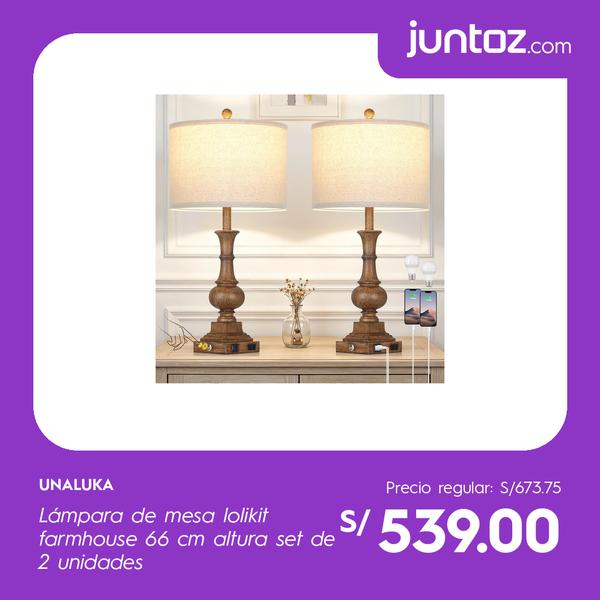 juntoz.com
UNALUKA
Lámpara de mesa lolikit
farmhouse 66 cm altura set de
2 unidades
Precio regular: S/673.75
S/ 539.00